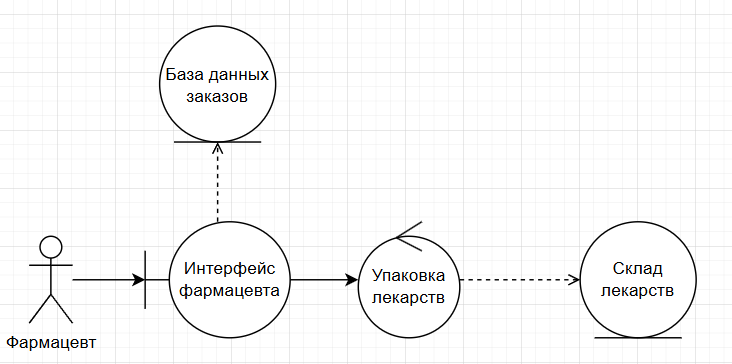 База данных
заказов
Интерфейс
фармацевта
Упаковка
лекарств
Склад
лекарств
Фармацевт